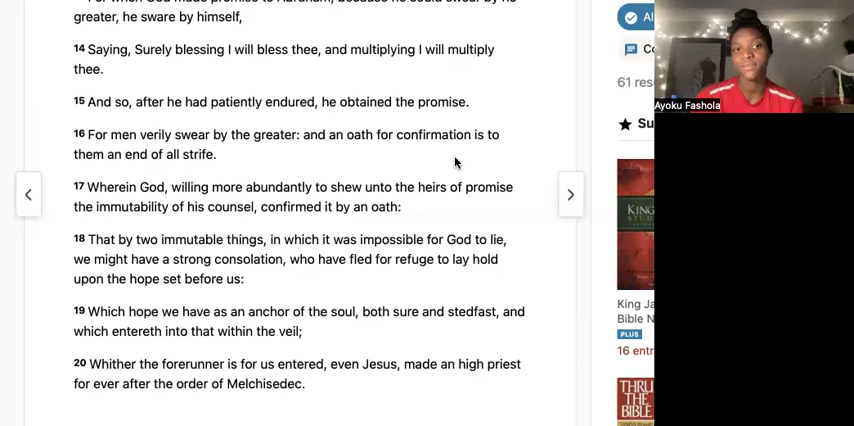 greater, he sware by himself,
14 Saying, Surely blessing I will bless thee, and multiplying I will multiply
thee.
15 And so, after he had patiently endured, he obtained the promise.
16 For men verily swear by the greater: and an oath for confirmation is to
them an end of all strife.
17 Wherein God, willing more abundantly to shew unto the heirs of promise
the immutability of his counsel, confirmed it by an oath:
18 That by two immutable things, in which it was impossible for God to lie,
we might have a strong consolation, who have fled for refuge to lay hold
upon the hope set before us:
19 Which hope we have as an anchor of the soul, both sure and stedfast, and
which entereth into that within the veil;
20 Whither the forerunner is for us entered, even Jesus, made an high priest
for ever after the order of Melchisedec.
Al
Co
61 res
Su
KING
STUD
King Ja
Bible N
PLUS
16 entr
THRU
THE
BIBLE
Ayoku Fashola